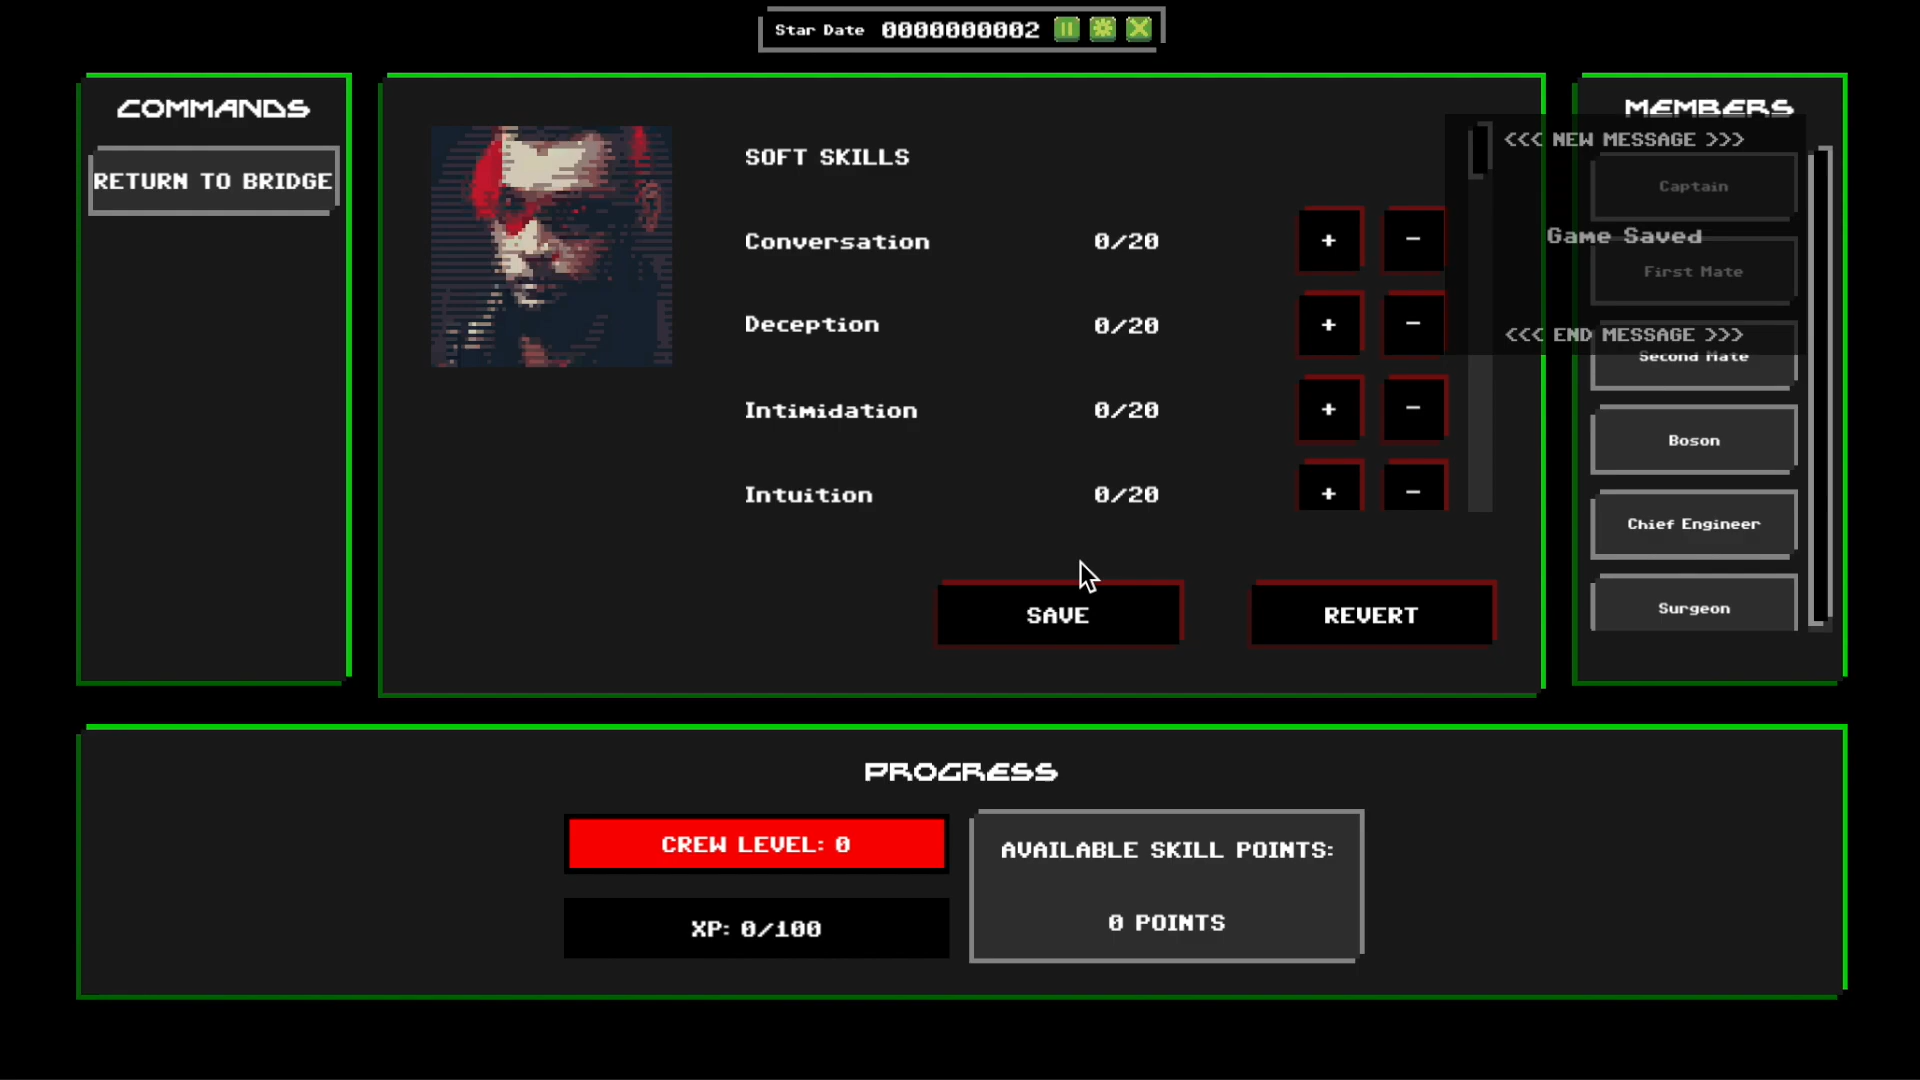 Star Date 0000000002
COMMANDS
RETURN TO BRIDGE
SOFT SKILLS
Conversation 0/20 + -
Deception 0/20 + -
Intimidation 0/20 + -
Intuition 0/20 + -
SAVE
REVERT
MEMBERS
<<< NEW MESSAGE >>>
Captain
Game Saved
First Mate
<<< END MESSAGE >>>
Second Mate
Boson
Chief Engineer
Surgeon
PROGRESS
CREW LEVEL: 0
XP: 0/100
AVAILABLE SKILL POINTS:
0 POINTS